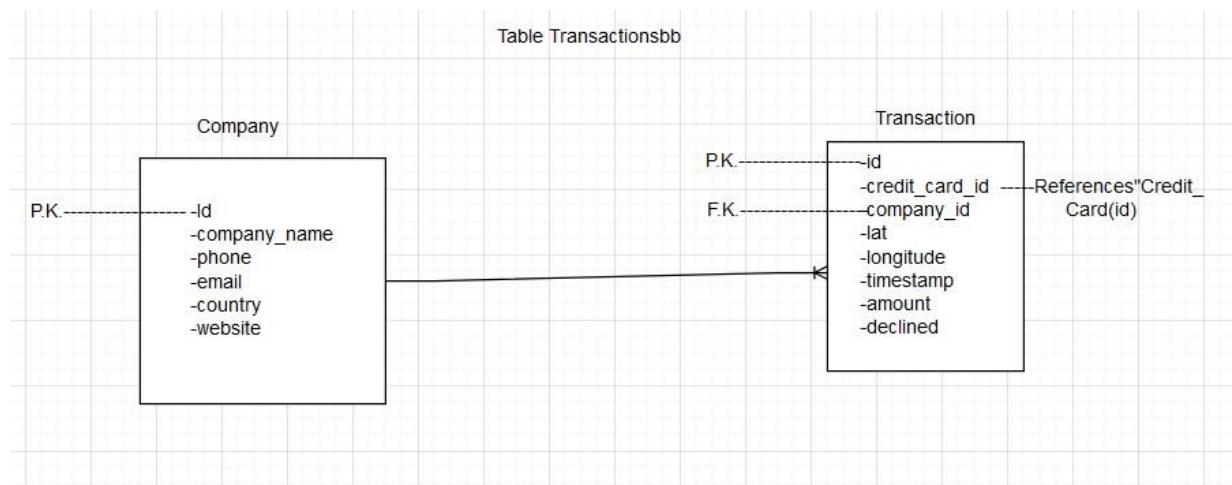 Table Transactionsbb
Company
P.K.
-Id
-company_name
-phone
-email
-country
-website
Transaction
P.K.
-id
-credit_card_id
References"Credit_
Card(id)
F.K.
-company_id
-lat
-longitude
-timestamp
-amount
-declined